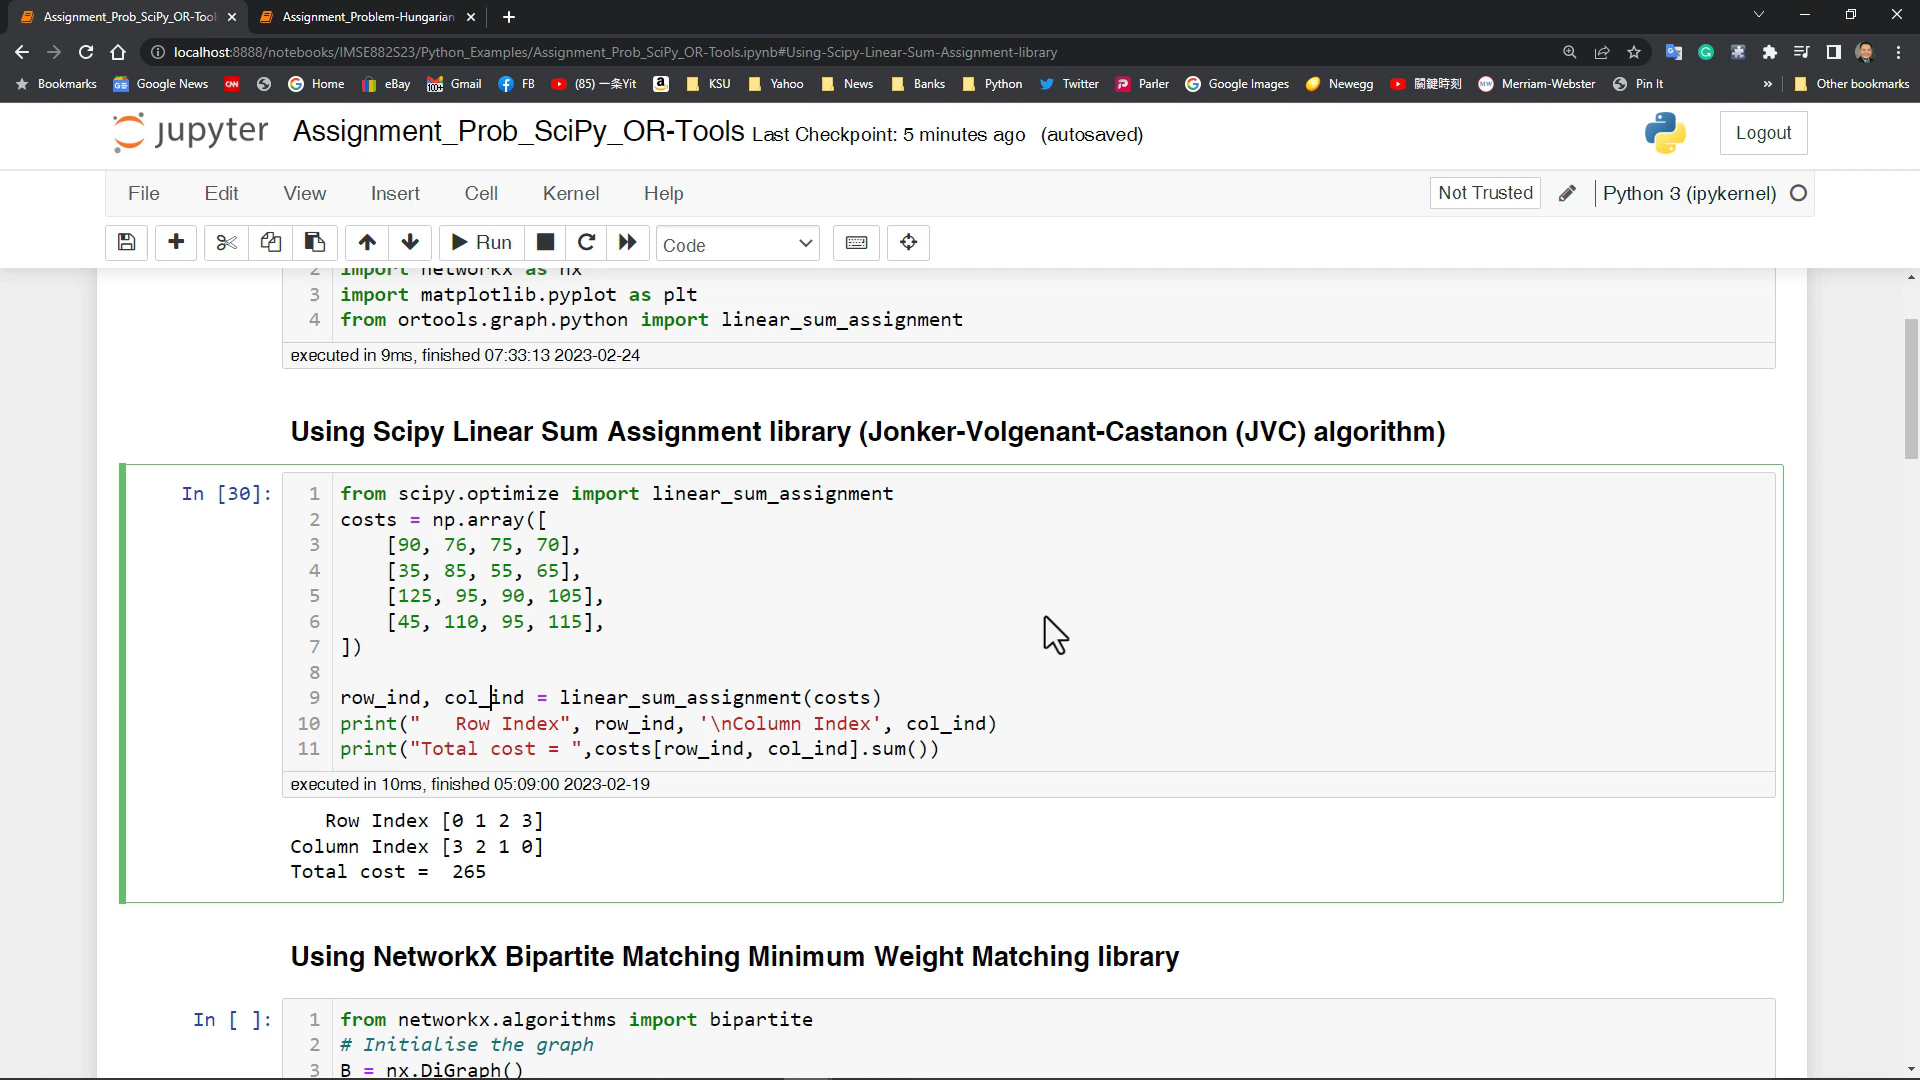 Assignment_Prob_SciPy_OR-Tool
Assignment_Problem-Hungarian
localhost:8888/notebooks/IMSE882S23/Python_Examples/Assignment_Prob_SciPy_OR-Tools.ipynb#Using-Scipy-Linear-Sum-Assignment-library
Bookmarks Google News CNN Home eBay 100+ Gmail FB (85) 一条Yit KSU Yahoo News Banks Python Twitter Parler Google Images Newegg 關鍵時刻 Merriam-Webster Pin It » Other bookmarks
jupyter Assignment_Prob_SciPy_OR-Tools Last Checkpoint: 5 minutes ago (autosaved) Logout
File Edit View Insert Cell Kernel Help Not Trusted Python 3 (ipykernel)
Run Code
2 import networkx as nx
3 import matplotlib.pyplot as plt
4 from ortools.graph.python import linear_sum_assignment
executed in 9ms, finished 07:33:13 2023-02-24
Using Scipy Linear Sum Assignment library (Jonker-Volgenant-Castanon (JVC) algorithm)
In [30]: 1 from scipy.optimize import linear_sum_assignment
2 costs = np.array([
3 [90, 76, 75, 70],
4 [35, 85, 55, 65],
5 [125, 95, 90, 105],
6 [45, 110, 95, 115],
7 ])
8
9 row_ind, col_ind = linear_sum_assignment(costs)
10 print("   Row Index", row_ind, '\nColumn Index', col_ind)
11 print("Total cost = ",costs[row_ind, col_ind].sum())
executed in 10ms, finished 05:09:00 2023-02-19
Row Index [0 1 2 3]
Column Index [3 2 1 0]
Total cost =  265
Using NetworkX Bipartite Matching Minimum Weight Matching library
In [ ]: 1 from networkx.algorithms import bipartite
2 # Initialise the graph
3 B = nx.DiGraph()